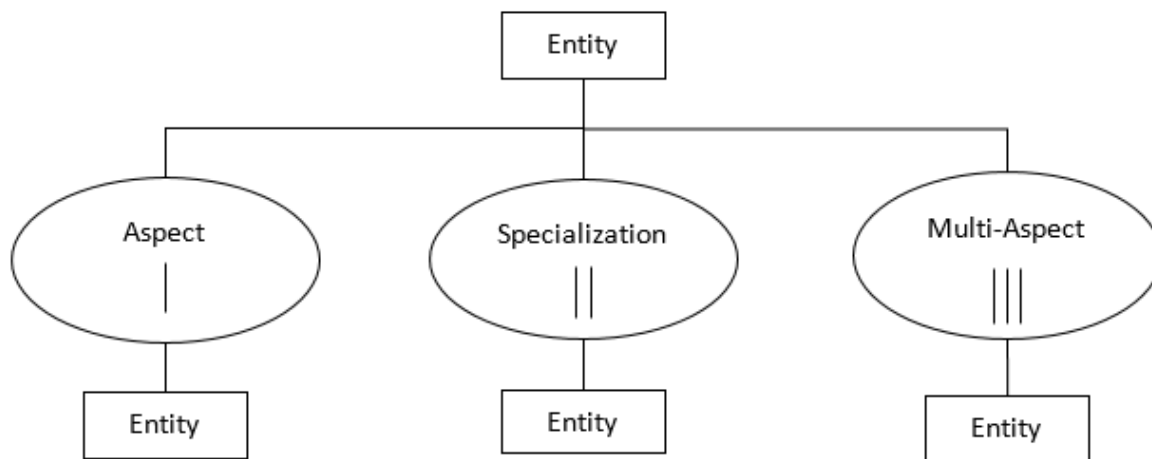 Entity
Aspect
Specialization
Multi-Aspect
Entity
Entity
Entity